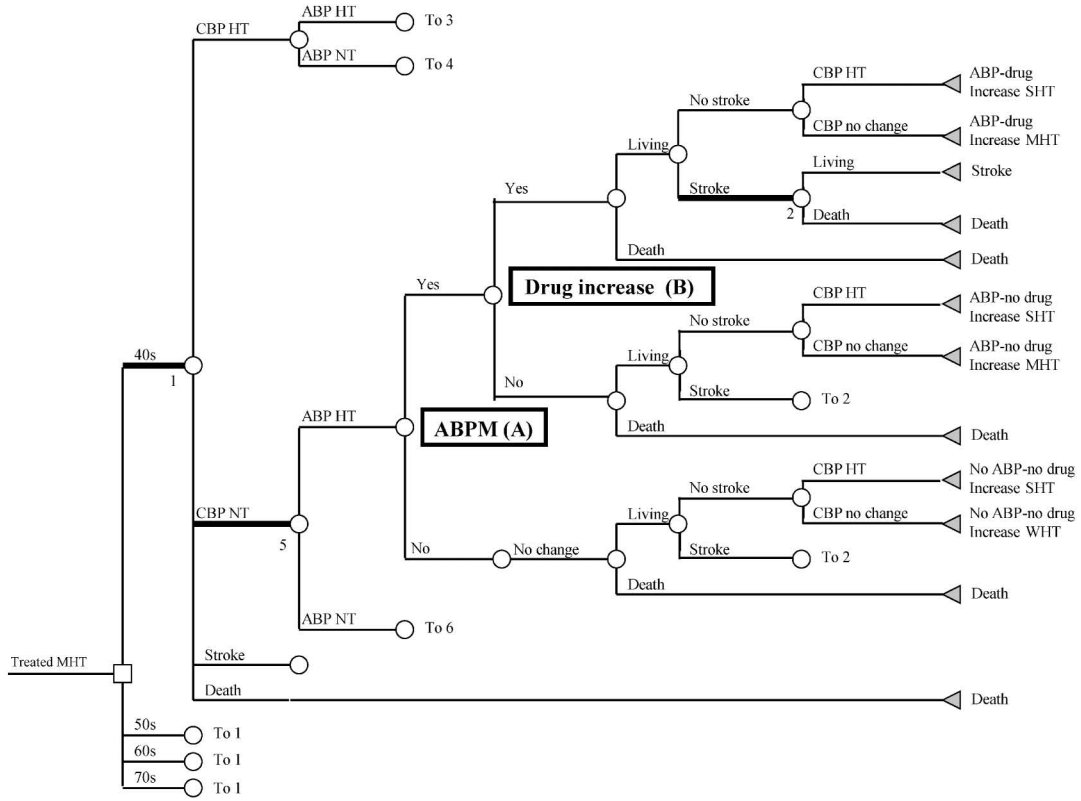 CBP HT
ABP HT
To 3
ABP NT
To 4
CBP HT
ABP-drug
Increase SHT
No stroke
CBP no change
ABP-drug
Increase MHT
Living
Living
Stroke
Stroke
2
Death
Death
Yes
Death
Death
Yes
Drug increase (B)
CBP HT
ABP-no drug
Increase SHT
No stroke
CBP no change
ABP-no drug
Increase MHT
Living
No
Stroke
To 2
Death
Death
40s
1
ABP HT
ABPM (A)
CBP HT
No ABP-no drug
Increase SHT
No stroke
CBP no change
No ABP-no drug
Increase WHT
Living
CBP NT
5
No
No change
Stroke
To 2
Death
Death
ABP NT
To 6
Treated MHT
Stroke
Death
Death
50s
To 1
60s
To 1
70s
To 1